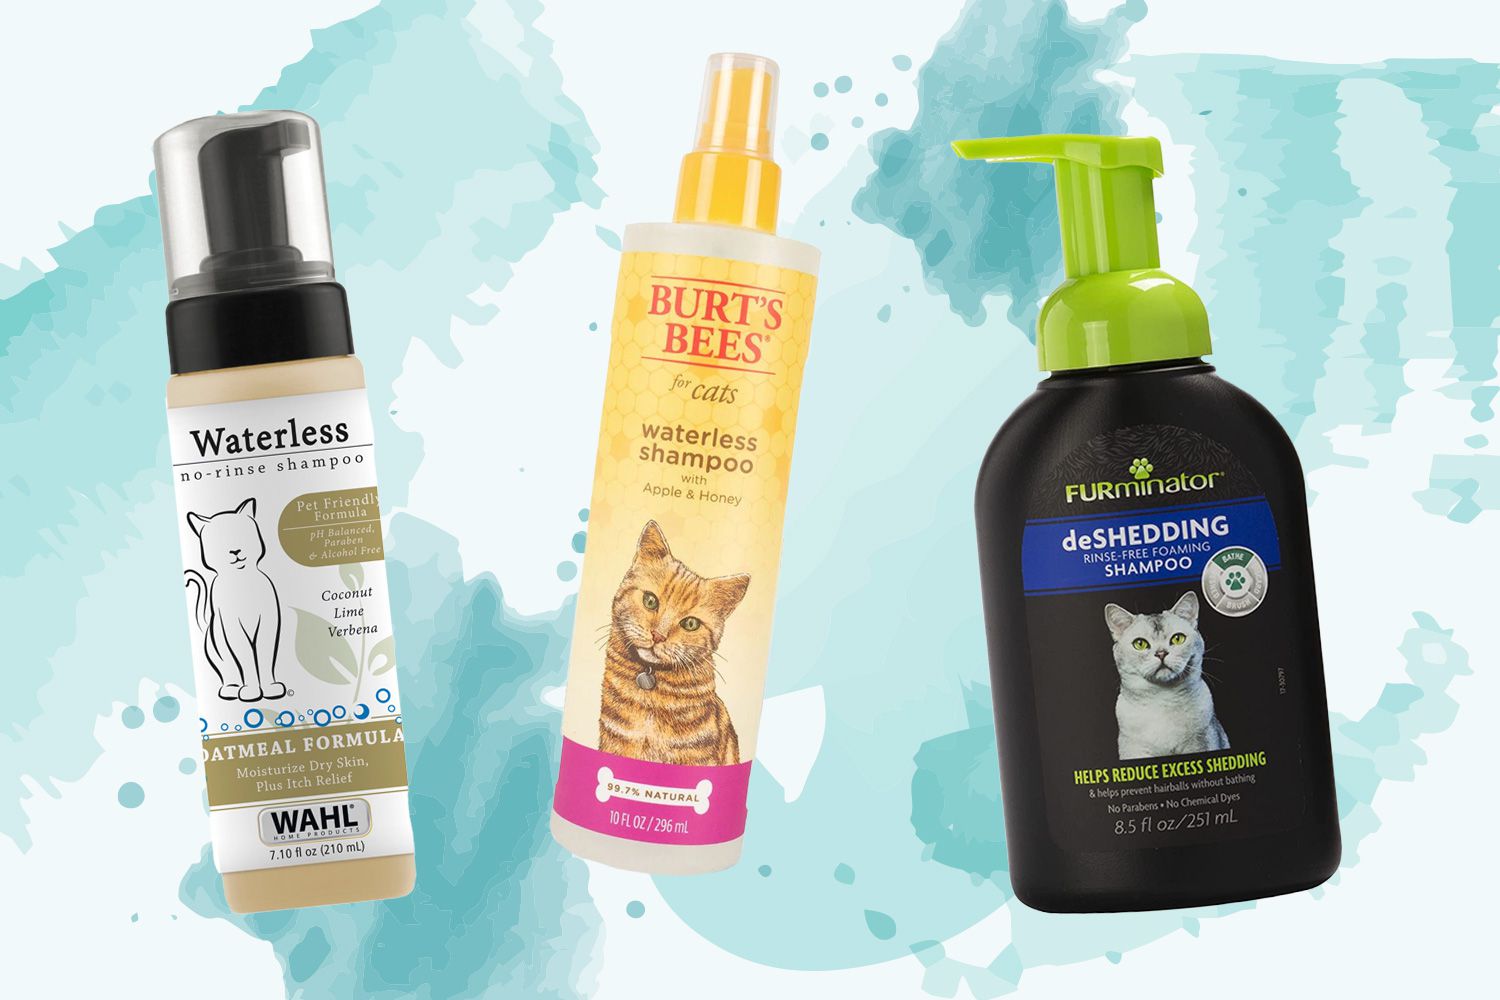 Waterless
no-rinse shampoo
Pet Friendly
Formula
pH Balanced,
Paraben
& Alcohol Free
Coconut
Lime
Verbena
OATMEAL FORMULA
Moisturize Dry Skin,
Plus Itch Relief
WAHL®
HOME PRODUCTS
7.10 fl oz (210 mL)
BURT'S
BEES®
for cats
waterless
shampoo
with
Apple & Honey
99.7% NATURAL
10 FL OZ / 296 mL
FURminator®
deSHEDDING
RINSE-FREE FOAMING
SHAMPOO
BATHE
BRUSH
HELPS REDUCE EXCESS SHEDDING
& helps prevent hairballs without bathing
No Parabens • No Chemical Dyes
8.5 fl oz/251 mL